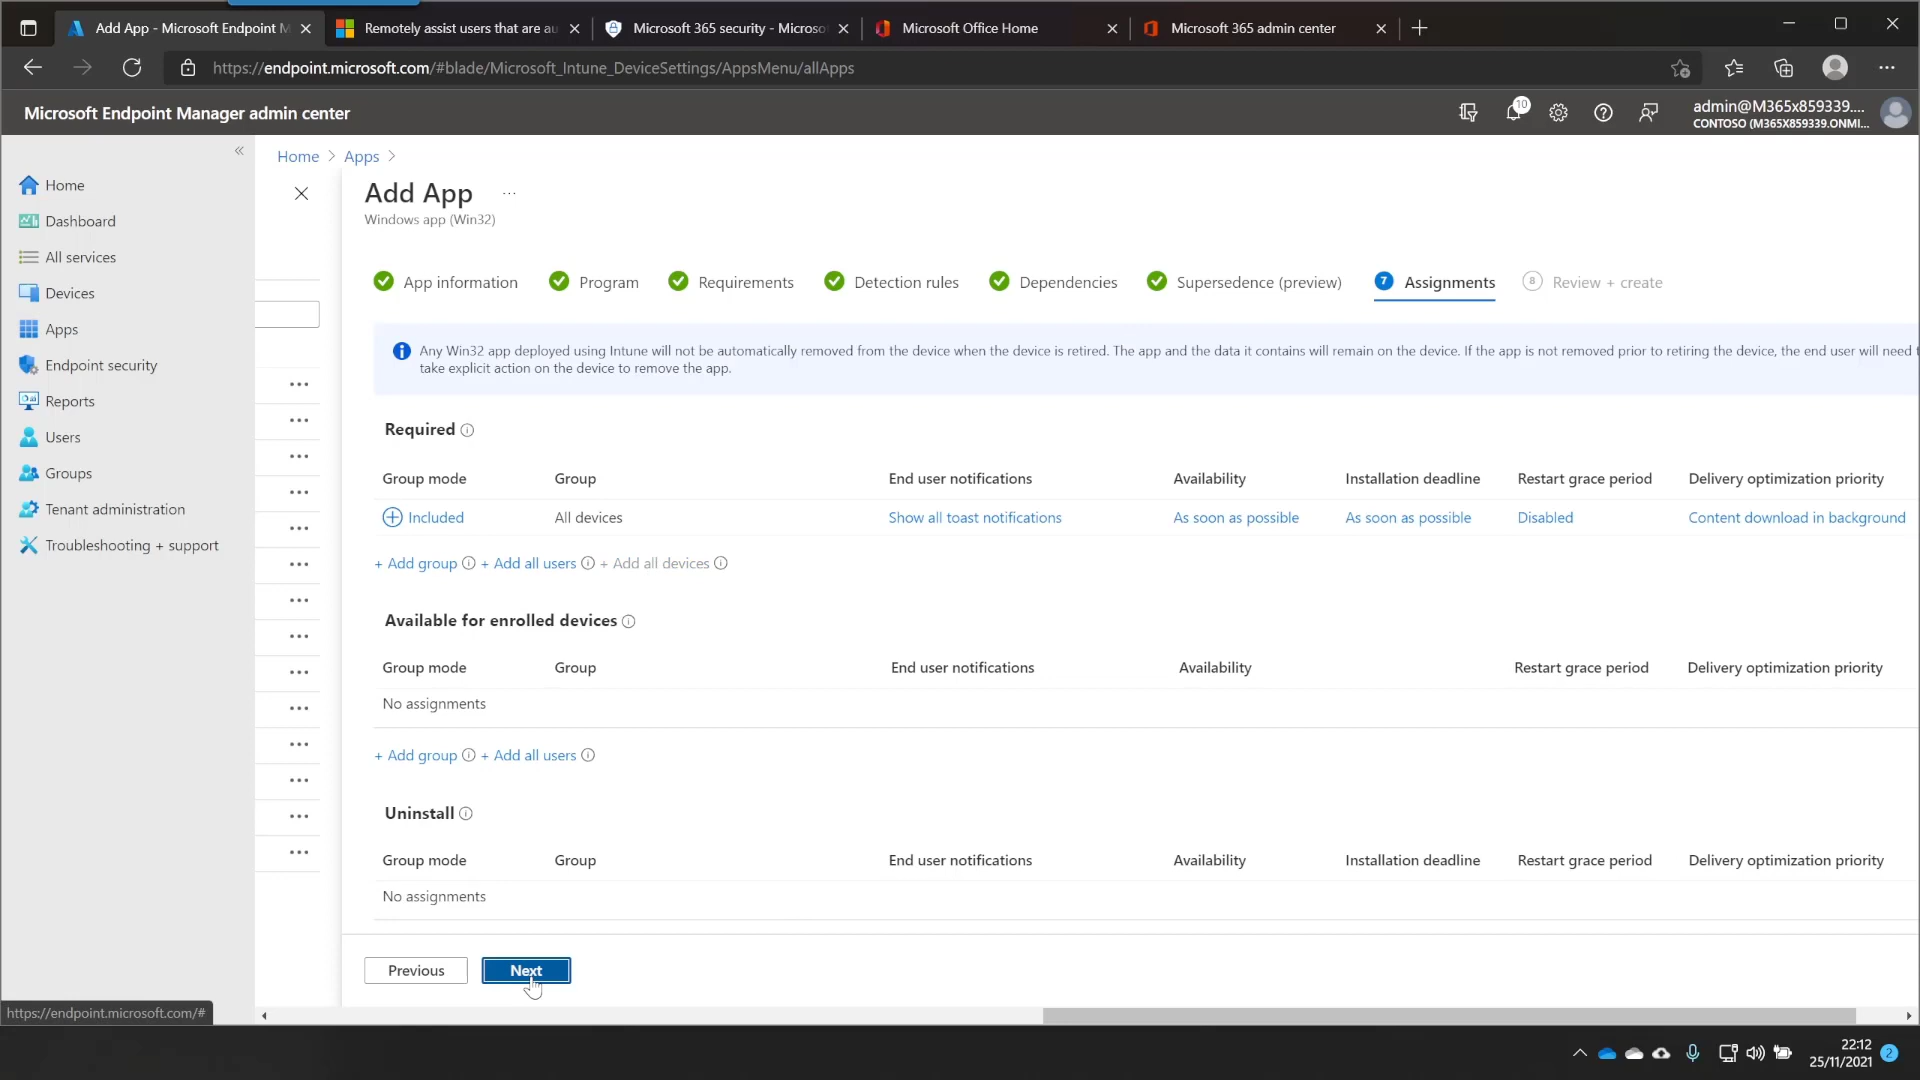 Add App - Microsoft Endpoint M
Remotely assist users that are au
Microsoft 365 security - Microso
Microsoft Office Home
Microsoft 365 admin center
https://endpoint.microsoft.com/#blade/Microsoft_Intune_DeviceSettings/AppsMenu/allApps
Microsoft Endpoint Manager admin center
10
admin@M365x859339....
CONTOSO (M365X859339.ONMI...
Home
Dashboard
All services
Devices
Apps
Endpoint security
Reports
Users
Groups
Tenant administration
Troubleshooting + support
Home > Apps >
Add App ...
Windows app (Win32)
App information
Program
Requirements
Detection rules
Dependencies
Supersedence (preview)
7 Assignments
8 Review + create
Any Win32 app deployed using Intune will not be automatically removed from the device when the device is retired. The app and the data it contains will remain on the device. If the app is not removed prior to retiring the device, the end user will need t
take explicit action on the device to remove the app.
Required
Group mode Group End user notifications Availability Installation deadline Restart grace period Delivery optimization priority
Included All devices Show all toast notifications As soon as possible As soon as possible Disabled Content download in background
+ Add group + Add all users + Add all devices
Available for enrolled devices
Group mode Group End user notifications Availability Restart grace period Delivery optimization priority
No assignments
+ Add group + Add all users
Uninstall
Group mode Group End user notifications Availability Installation deadline Restart grace period Delivery optimization priority
No assignments
Previous Next
https://endpoint.microsoft.com/#
22:12
25/11/2021
2